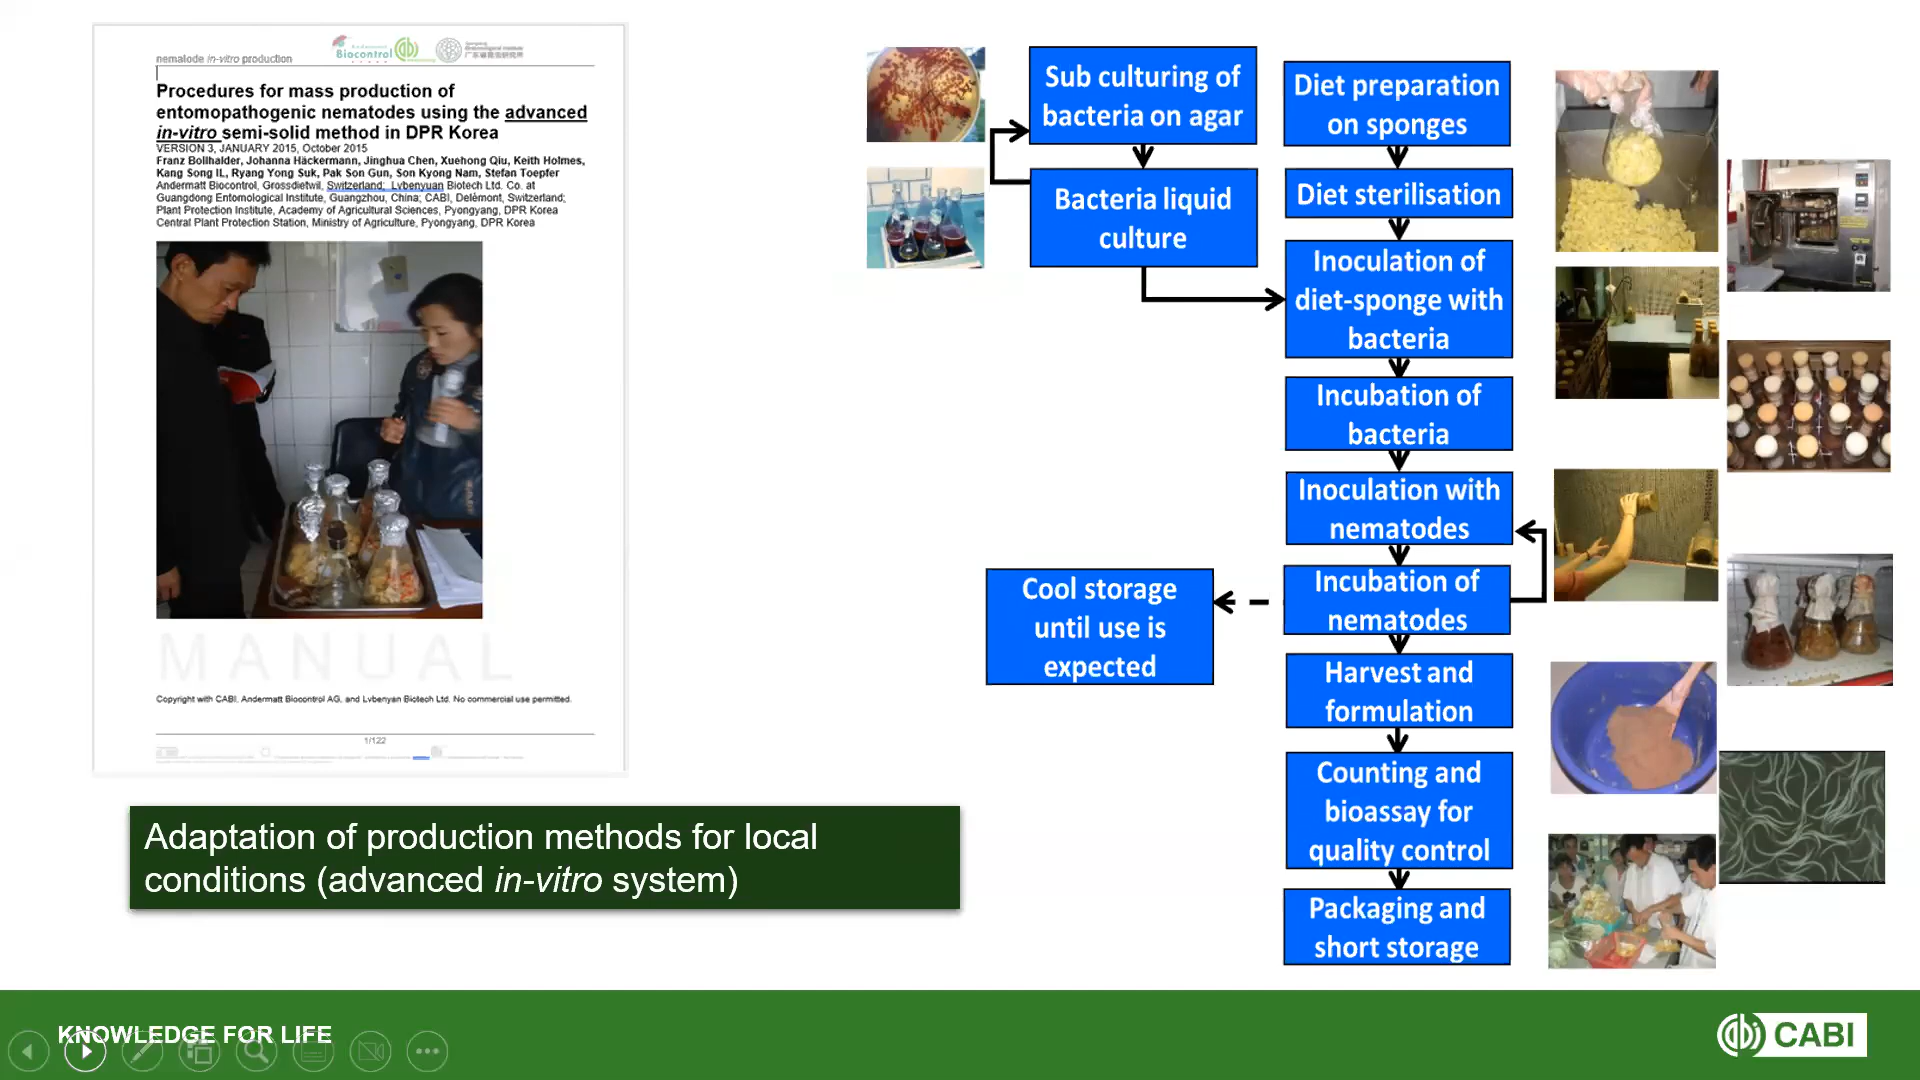 nematode in-vitro production
Biocontrol
Procedures for mass production of
entomopathogenic nematodes using the advanced
in-vitro semi-solid method in DPR Korea
VERSION 3, JANUARY 2015, October 2015
Franz Bollhalder, Johanna Häckermann, Jinghua Chen, Xuehong Qiu, Keith Holmes,
Kang Song IL, Ryang Yong Suk, Pak Son Gun, Son Kyong Nam, Stefan Toepfer
Andermatt Biocontrol, Grossdietwil, Switzerland; Lvbenyuan Biotech Ltd. Co. at
Guangdong Entomological Institute, Guangzhou, China; CABI, Delémont, Switzerland;
Plant Protection Institute, Academy of Agricultural Sciences, Pyongyang, DPR Korea
Central Plant Protection Station, Ministry of Agriculture, Pyongyang, DPR Korea
MANUAL
Copyright with CABI, Andermatt Biocontrol AG, and Lvbenyan Biotech Ltd. No commercial use permitted.
1/122
Adaptation of production methods for local
conditions (advanced in-vitro system)
Sub culturing of
bacteria on agar
Bacteria liquid
culture
Diet preparation
on sponges
Diet sterilisation
Inoculation of
diet-sponge with
bacteria
Incubation of
bacteria
Inoculation with
nematodes
Incubation of
nematodes
Cool storage
until use is
expected
Harvest and
formulation
Counting and
bioassay for
quality control
Packaging and
short storage
KNOWLEDGE FOR LIFE
CABI